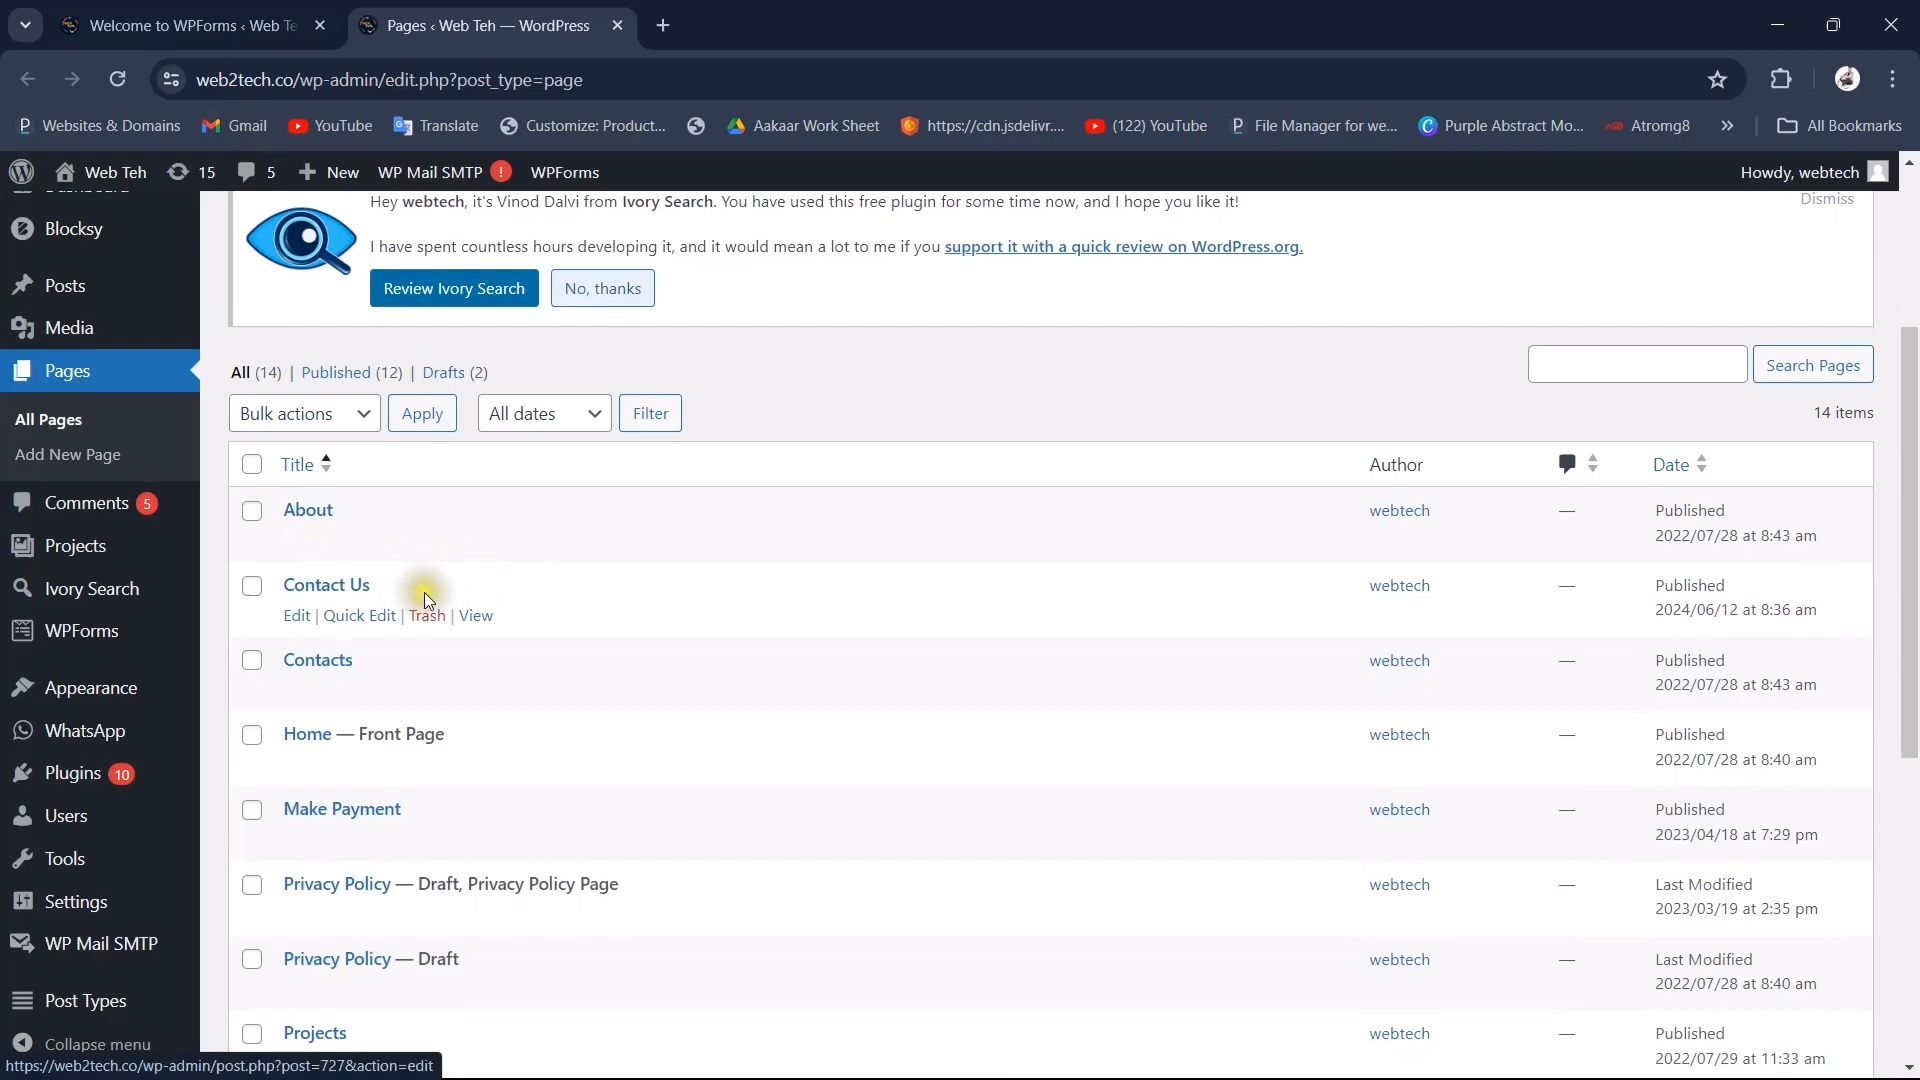 Welcome to WPForms ‹ Web Te
Pages ‹ Web Teh — WordPress
web2tech.co/wp-admin/edit.php?post_type=page
Websites & Domains
Gmail
YouTube
Translate
Customize: Product...
Aakaar Work Sheet
https://cdn.jsdelivr....
(122) YouTube
File Manager for we...
Purple Abstract Mo...
Atromg8
»
All Bookmarks
Web Teh
15
5
New
WP Mail SMTP !
WPForms
Howdy, webtech
Blocksy
Posts
Media
Pages
All Pages
Add New Page
Comments 5
Projects
Ivory Search
WPForms
Appearance
WhatsApp
Plugins 10
Users
Tools
Settings
WP Mail SMTP
Post Types
Collapse menu
Hey webtech, it's Vinod Dalvi from Ivory Search. You have used this free plugin for some time now, and I hope you like it!
Dismiss
I have spent countless hours developing it, and it would mean a lot to me if you support it with a quick review on WordPress.org.
Review Ivory Search
No, thanks
All (14) | Published (12) | Drafts (2)
Search Pages
Bulk actions
Apply
All dates
Filter
14 items
Title
Author
Date
About
webtech
—
Published
2022/07/28 at 8:43 am
Contact Us
Edit | Quick Edit | Trash | View
webtech
—
Published
2024/06/12 at 8:36 am
Contacts
webtech
—
Published
2022/07/28 at 8:43 am
Home — Front Page
webtech
—
Published
2022/07/28 at 8:40 am
Make Payment
webtech
—
Published
2023/04/18 at 7:29 pm
Privacy Policy — Draft, Privacy Policy Page
webtech
—
Last Modified
2023/03/19 at 2:35 pm
Privacy Policy — Draft
webtech
—
Last Modified
2022/07/28 at 8:40 am
Projects
webtech
—
Published
2022/07/29 at 11:33 am
https://web2tech.co/wp-admin/post.php?post=727&action=edit